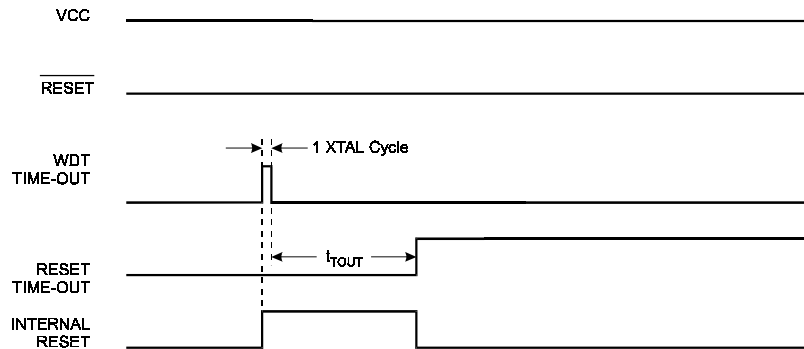 VCC
RESET
1 XTAL Cycle
WDT
TIME-OUT
tTOUT
RESET
TIME-OUT
INTERNAL
RESET